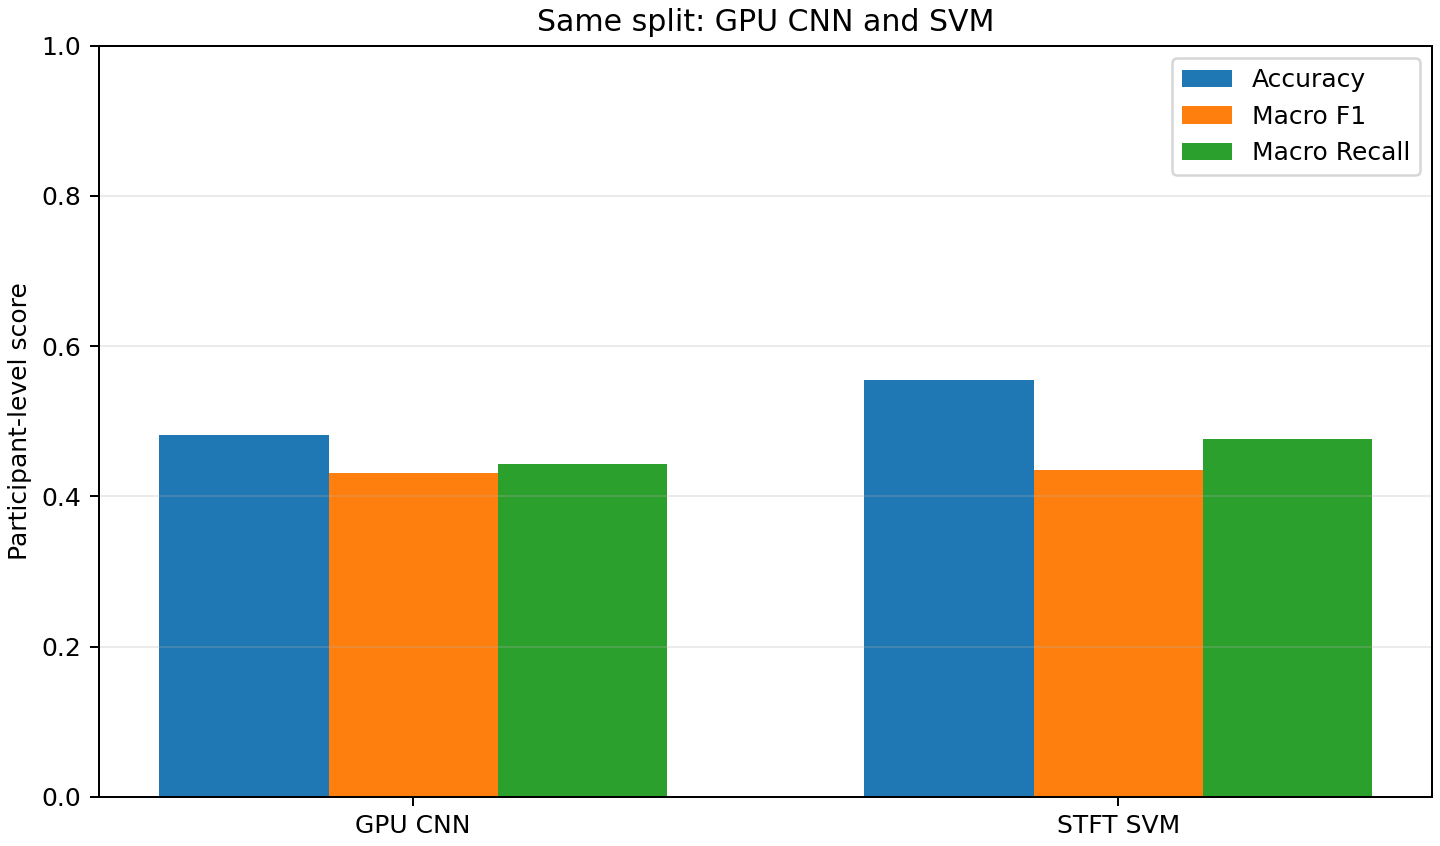 Same split: GPU CNN and SVM
1.0
0.8
0.6
0.4
0.2
0.0
Participant-level score
Accuracy
Macro F1
Macro Recall
GPU CNN
STFT SVM